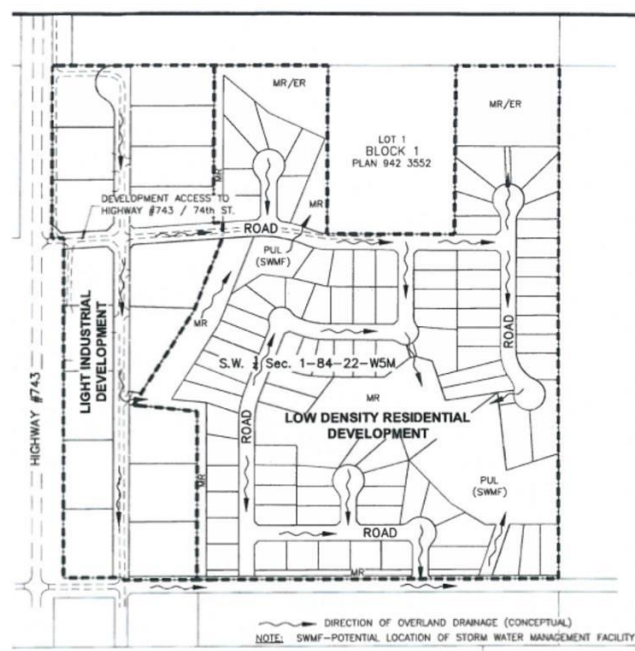 MR/ER
MR/ER
LOT 1
BLOCK 1
PLAN 942 3552
MR
MR
DEVELOPMENT ACCESS TO
HIGHWAY #743 / 74th ST.
ROAD
PUL
(SWMF)
MR
LIGHT INDUSTRIAL
DEVELOPMENT
HIGHWAY #743
ROAD
S.W. ¼ Sec. 1-84-22-W5M
MR
LOW DENSITY RESIDENTIAL
DEVELOPMENT
ROAD
MR
PUL
(SWMF)
ROAD
MR
DIRECTION OF OVERLAND DRAINAGE (CONCEPTUAL)
NOTE: SWMF-POTENTIAL LOCATION OF STORM WATER MANAGEMENT FACILITY